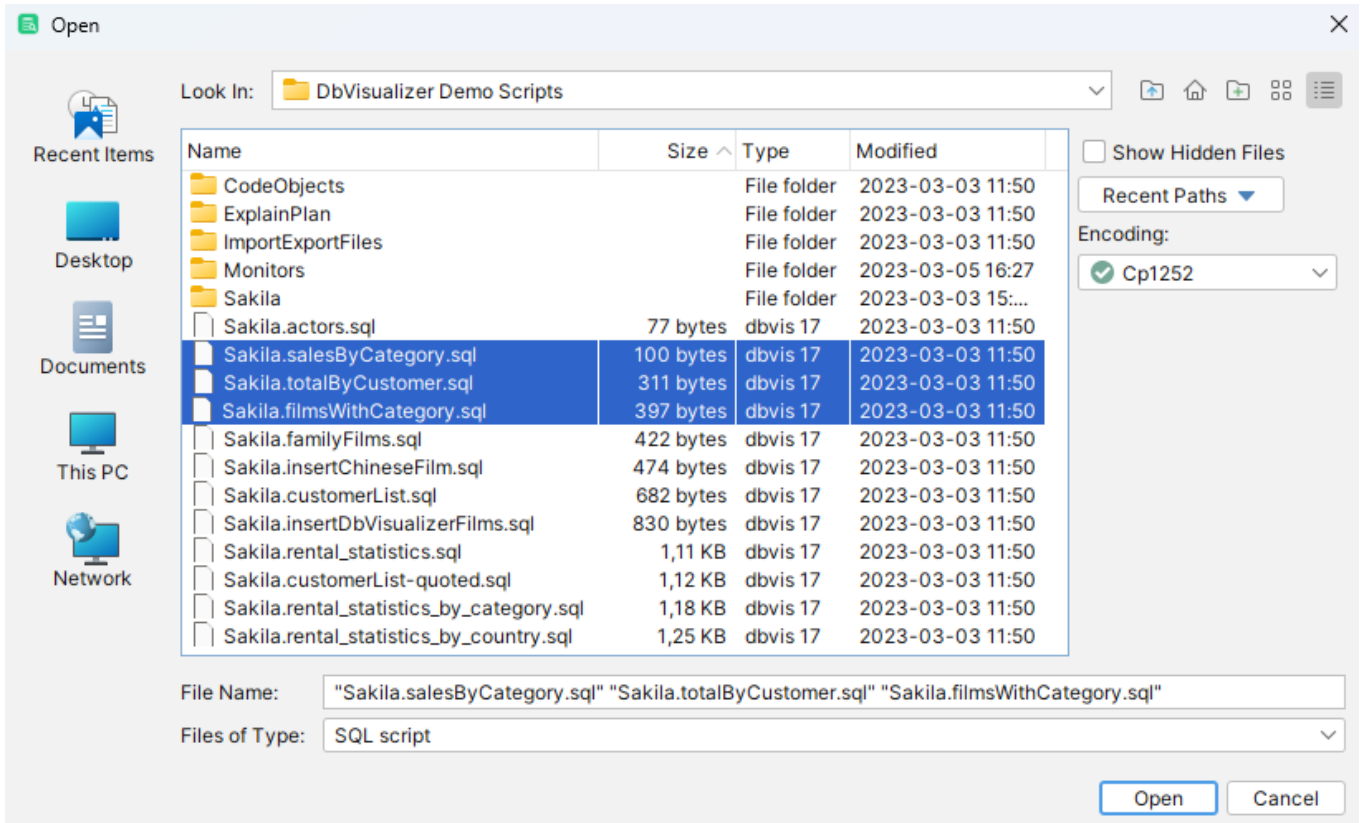 Open
Look In: DbVisualizer Demo Scripts
Recent Items
Desktop
Documents
This PC
Network
Name Size Type Modified
CodeObjects File folder 2023-03-03 11:50
ExplainPlan File folder 2023-03-03 11:50
ImportExportFiles File folder 2023-03-03 11:50
Monitors File folder 2023-03-05 16:27
Sakila File folder 2023-03-03 15:...
Sakila.actors.sql 77 bytes dbvis 17 2023-03-03 11:50
Sakila.salesByCategory.sql 100 bytes dbvis 17 2023-03-03 11:50
Sakila.totalByCustomer.sql 311 bytes dbvis 17 2023-03-03 11:50
Sakila.filmsWithCategory.sql 397 bytes dbvis 17 2023-03-03 11:50
Sakila.familyFilms.sql 422 bytes dbvis 17 2023-03-03 11:50
Sakila.insertChineseFilm.sql 474 bytes dbvis 17 2023-03-03 11:50
Sakila.customerList.sql 682 bytes dbvis 17 2023-03-03 11:50
Sakila.insertDbVisualizerFilms.sql 830 bytes dbvis 17 2023-03-03 11:50
Sakila.rental_statistics.sql 1,11 KB dbvis 17 2023-03-03 11:50
Sakila.customerList-quoted.sql 1,12 KB dbvis 17 2023-03-03 11:50
Sakila.rental_statistics_by_category.sql 1,18 KB dbvis 17 2023-03-03 11:50
Sakila.rental_statistics_by_country.sql 1,25 KB dbvis 17 2023-03-03 11:50
Show Hidden Files
Recent Paths
Encoding:
Cp1252
File Name: "Sakila.salesByCategory.sql" "Sakila.totalByCustomer.sql" "Sakila.filmsWithCategory.sql"
Files of Type: SQL script
Open Cancel